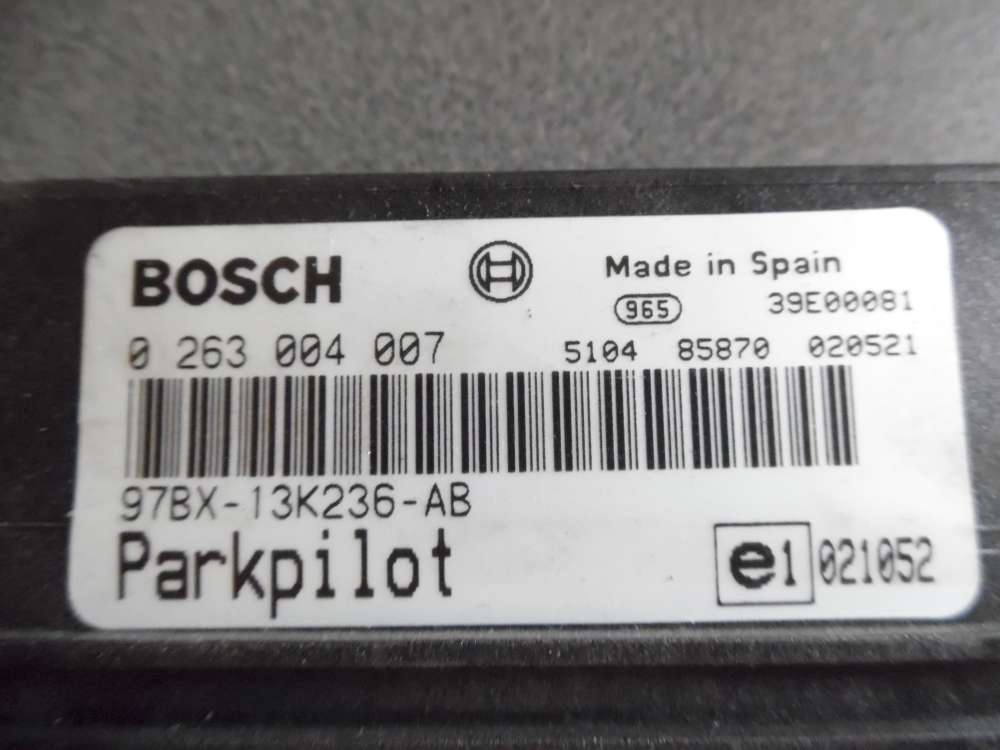 BOSCH Made in Spain
965 39E00081
0 263 004 007 5104 85870 020521
97BX-13K236-AB
Parkpilot e1 021052